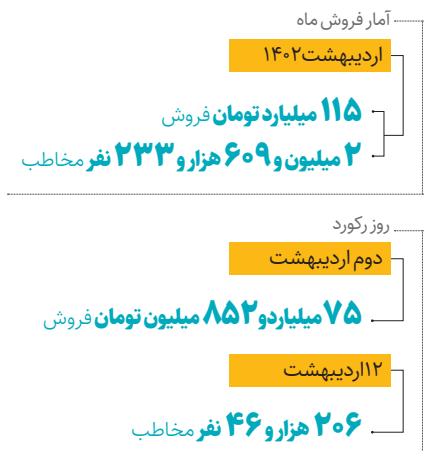 آمار فروش ماه
اردیبهشت۱۴۰۲
۱۱۵ میلیارد تومان فروش
۲ میلیون و ۶۰۹ هزار و ۲۳۳ نفر مخاطب
روز رکورد
دوم اردیبهشت
۷۵ میلیارد و ۸۵۲ میلیون تومان فروش
۱۲اردیبهشت
۲۰۶ هزار و ۴۶ نفر مخاطب